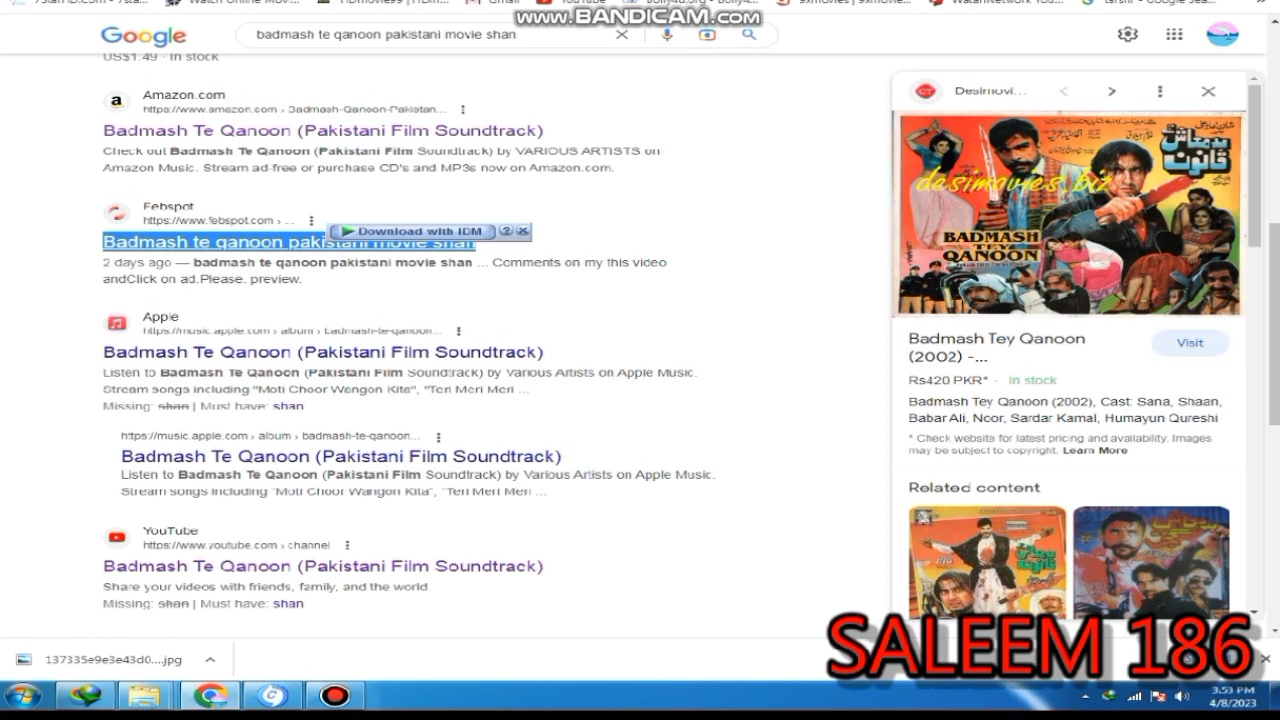 www.BANDICAM.com
Google
badmash te qanoon pakistani movie shan
US$1.49 · In stock
Amazon.com
https://www.amazon.com › Badmash-Qanoon-Pakistan...
Badmash Te Qanoon (Pakistani Film Soundtrack)
Check out Badmash Te Qanoon (Pakistani Film Soundtrack) by VARIOUS ARTISTS on
Amazon Music. Stream ad-free or purchase CD's and MP3s now on Amazon.com.
Febspot
https://www.febspot.com › ...
Download with IDM
Badmash te qanoon pakistani movie shan
2 days ago — badmash te qanoon pakistani movie shan ... Comments on my this video
andClick on ad.Please. preview.
Apple
https://music.apple.com › album › badmash-te-qanoon...
Badmash Te Qanoon (Pakistani Film Soundtrack)
Listen to Badmash Te Qanoon (Pakistani Film Soundtrack) by Various Artists on Apple Music.
Stream songs including "Moti Choor Wangon Kita", "Teri Meri Meri ...
Missing: shan | Must have: shan
https://music.apple.com › album › badmash-te-qanoon...
Badmash Te Qanoon (Pakistani Film Soundtrack)
Listen to Badmash Te Qanoon (Pakistani Film Soundtrack) by Various Artists on Apple Music.
Stream songs including "Moti Choor Wangon Kita", "Teri Meri Meri ...
YouTube
https://www.youtube.com › channel
Badmash Te Qanoon (Pakistani Film Soundtrack)
Share your videos with friends, family, and the world.
Missing: shan | Must have: shan
Desimovi...
بدمعاش تے قانون
desimovies.biz
BADMASH
TEY
QANOON
Badmash Tey Qanoon
(2002) -...
Visit
Rs420 PKR* · In stock
Badmash Tey Qanoon (2002), Cast: Sana, Shaan,
Babar Ali, Noor, Sardar Kamal, Humayun Qureshi
* Check website for latest pricing and availability. Images
may be subject to copyright. Learn More
Related content
SALEEM 186
137335e9e3e43d0....jpg
3:53 PM
4/8/2023